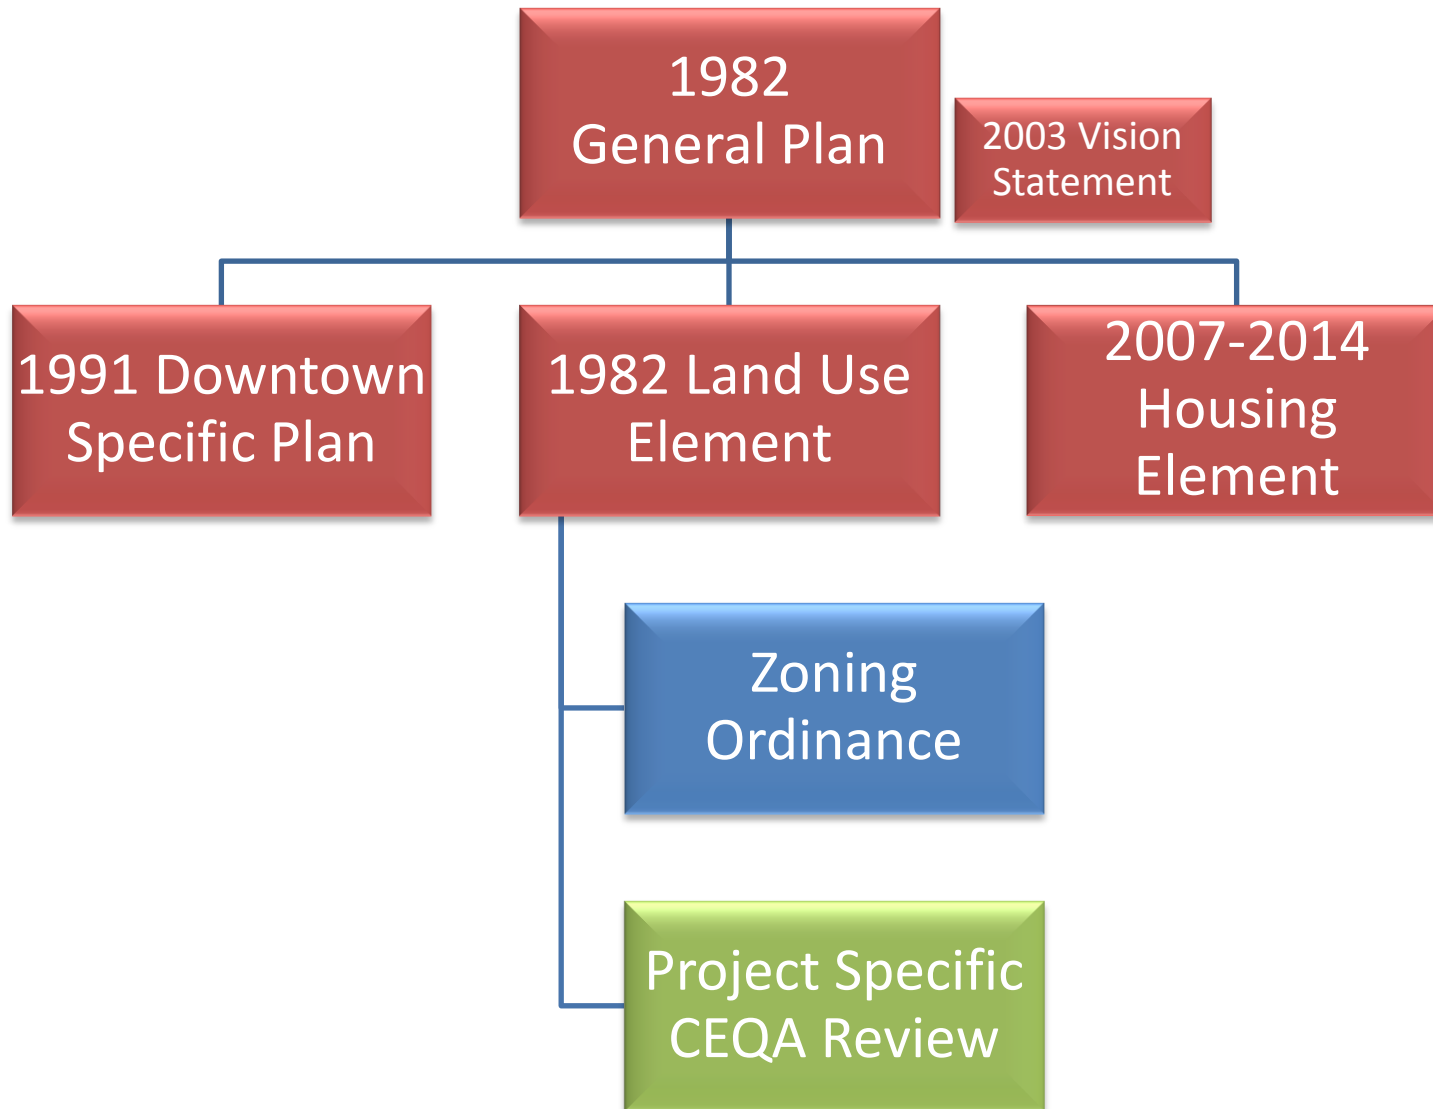 1982
General Plan
2003 Vision
Statement
1991 Downtown
Specific Plan
1982 Land Use
Element
2007-2014
Housing
Element
Zoning
Ordinance
Project Specific
CEQA Review